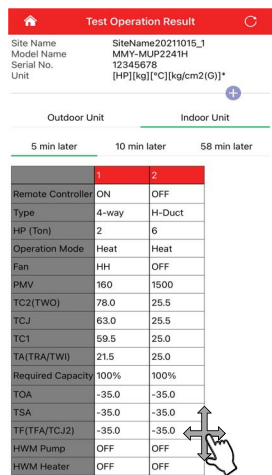 Test Operation Result
Site Name SiteName20211015_1
Model Name MMY-MUP2241H
Serial No. 12345678
Unit [HP][kg][°C][kg/cm2(G)]*
Outdoor Unit Indoor Unit
5 min later 10 min later 58 min later
1 2
Remote Controller ON OFF
Type 4-way H-Duct
HP (Ton) 2 6
Operation Mode Heat Heat
Fan HH OFF
PMV 160 1500
TC2(TWO) 78.0 25.5
TCJ 63.0 25.5
TC1 59.5 25.0
TA(TRA/TWI) 21.5 25.0
Required Capacity 100% 100%
TOA -35.0 -35.0
TSA -35.0 -35.0
TF(TFA/TCJ2) -35.0 -35.0
HWM Pump OFF OFF
HWM Heater OFF OFF